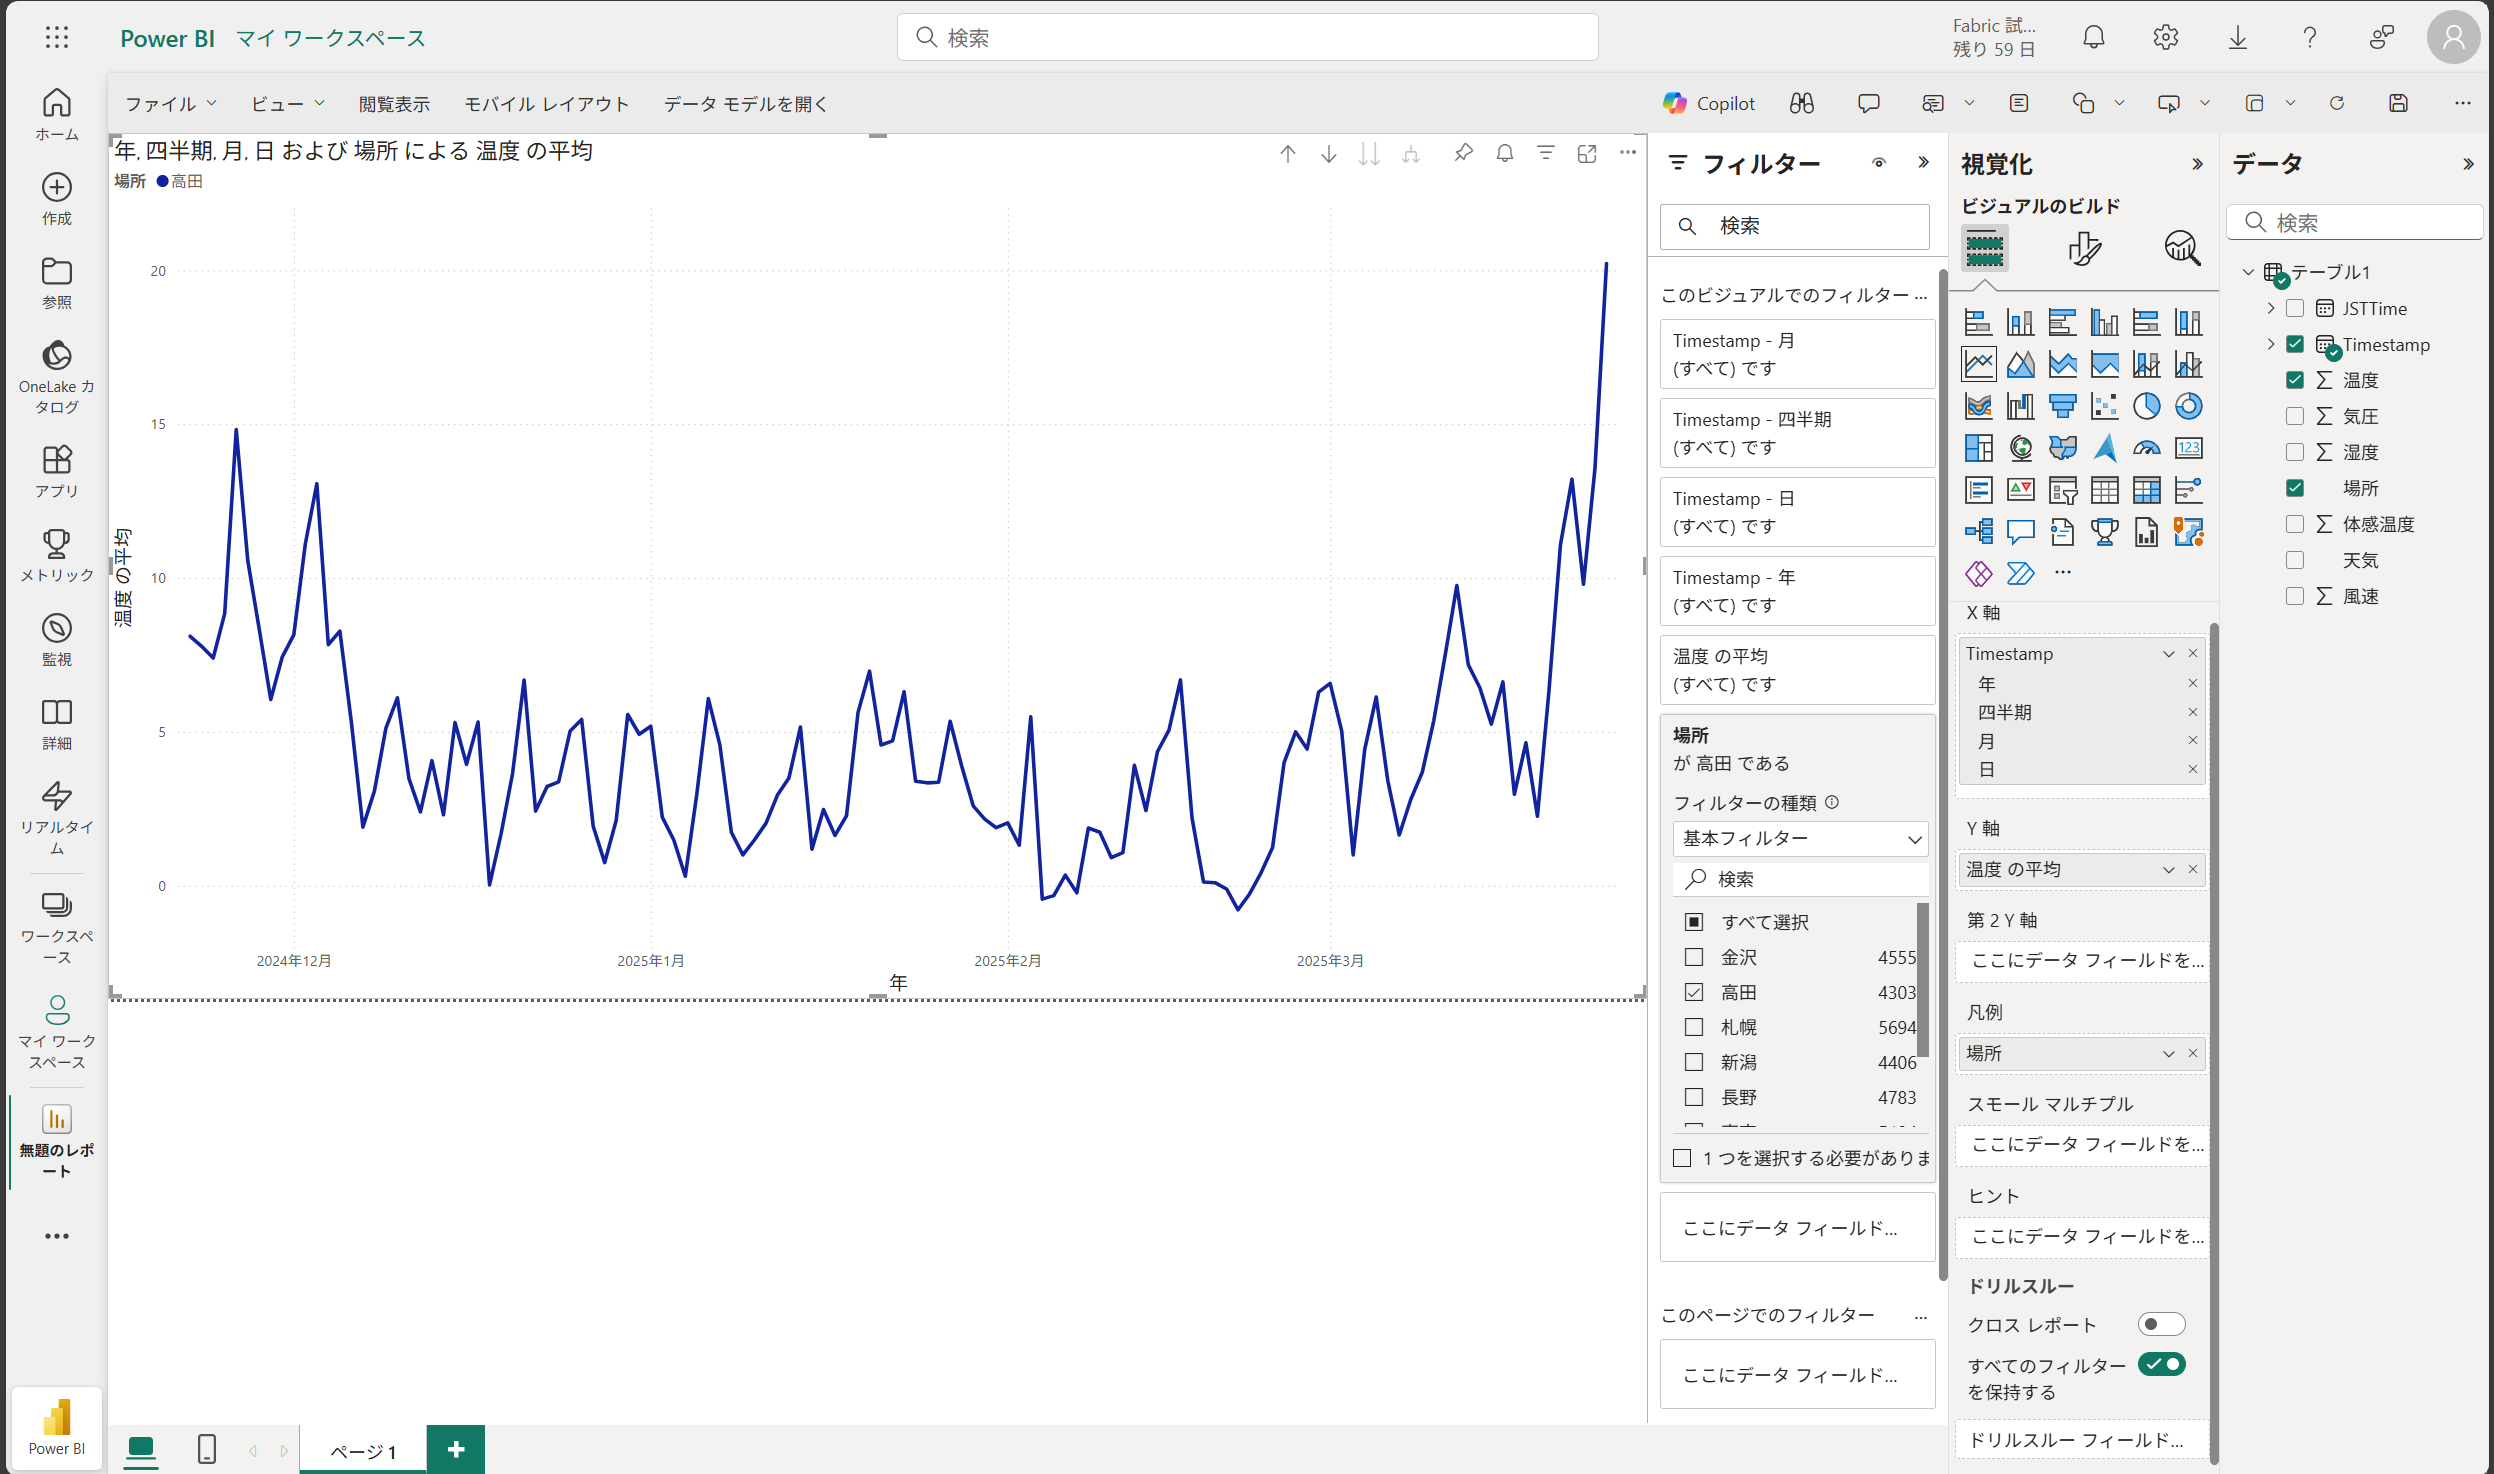 Power BI マイ ワークスペース
検索
Fabric 試...
残り 59 日
ホーム
作成
参照
OneLake カ
タログ
アプリ
メトリック
監視
詳細
リアルタイ
ム
ワークスペ
ース
マイ ワーク
スペース
無題のレポ
ート
Power BI
ファイル
ビュー
閲覧表示
モバイル レイアウト
データ モデルを開く
Copilot
年, 四半期, 月, 日 および 場所 による 温度 の平均
場所 高田
温度 の平均
20
15
10
5
0
2024年12月
2025年1月
2025年2月
2025年3月
年
ページ 1
フィルター
検索
このビジュアルでのフィルター ...
Timestamp - 月
(すべて) です
Timestamp - 四半期
(すべて) です
Timestamp - 日
(すべて) です
Timestamp - 年
(すべて) です
温度 の平均
(すべて) です
場所
が 高田 である
フィルターの種類
基本フィルター
検索
すべて選択
金沢 4555
高田 4303
札幌 5694
新潟 4406
長野 4783
1 つを選択する必要がありま
ここにデータ フィールド...
このページでのフィルター ...
ここにデータ フィールド...
視覚化
ビジュアルのビルド
123
X 軸
Timestamp
年
四半期
月
日
Y 軸
温度 の平均
第 2 Y 軸
ここにデータ フィールドを...
凡例
場所
スモール マルチプル
ここにデータ フィールドを...
ヒント
ここにデータ フィールドを...
ドリルスルー
クロス レポート
すべてのフィルター
を保持する
ドリルスルー フィールド...
データ
検索
テーブル1
JSTTime
Timestamp
温度
気圧
湿度
場所
体感温度
天気
風速